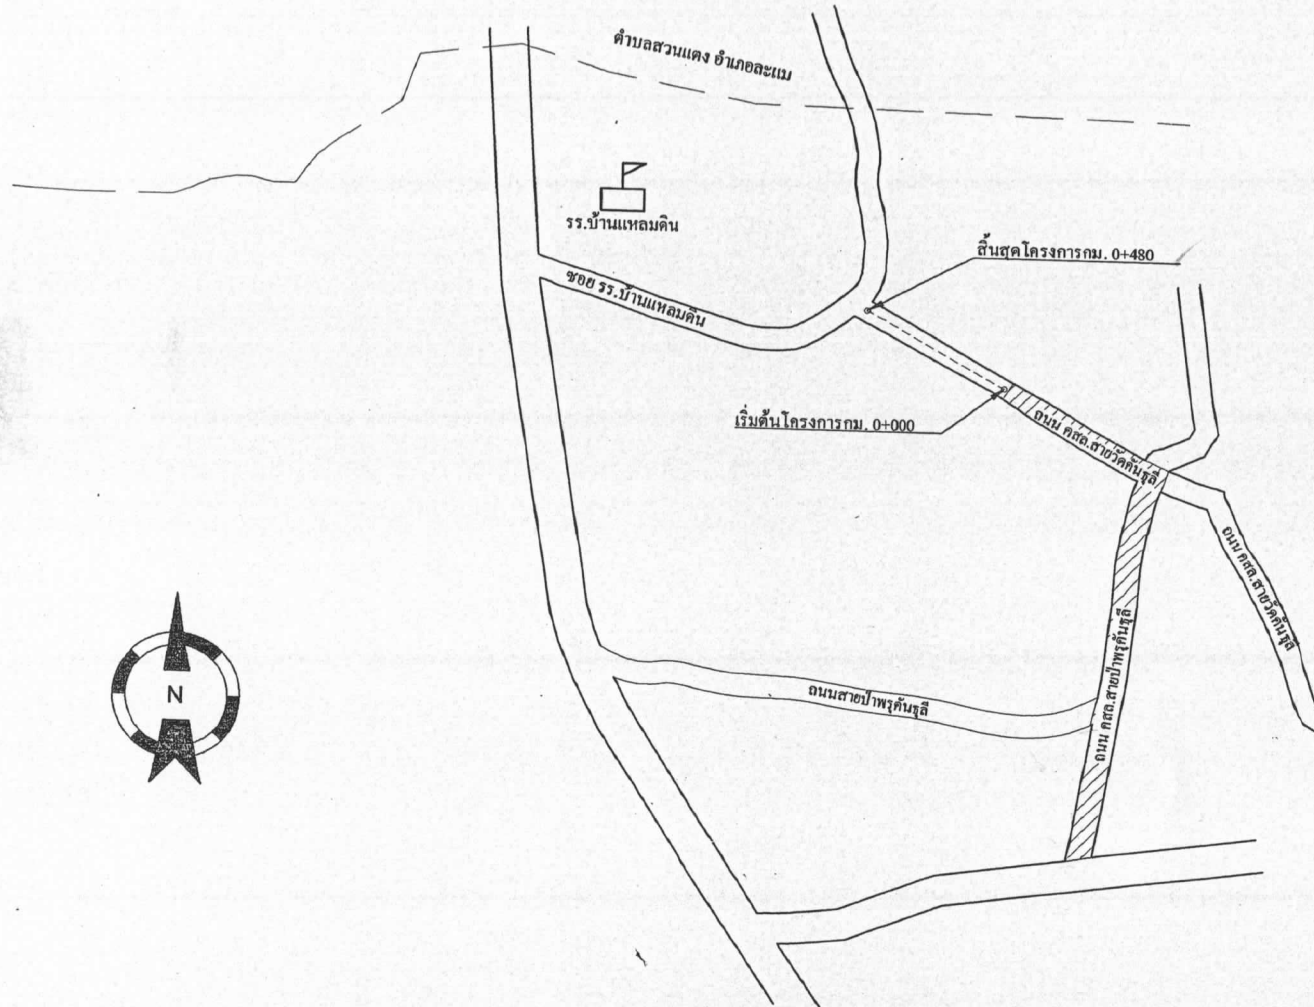 ตำบลสวนแตง อำเภอละแม
รร.บ้านแหลมดิน
สิ้นสุดโครงการกม. 0+480
ซอย รร.บ้านแหลมดิน
เริ่มต้นโครงการกม. 0+000
ถนน คสล.สายวัดคันธุลี
ถนน คสล.สายวัดคันธุลี
ถนน คสล.สายป่าพรุคันธุลี
N
ถนนสายป่าพรุคันธุลี